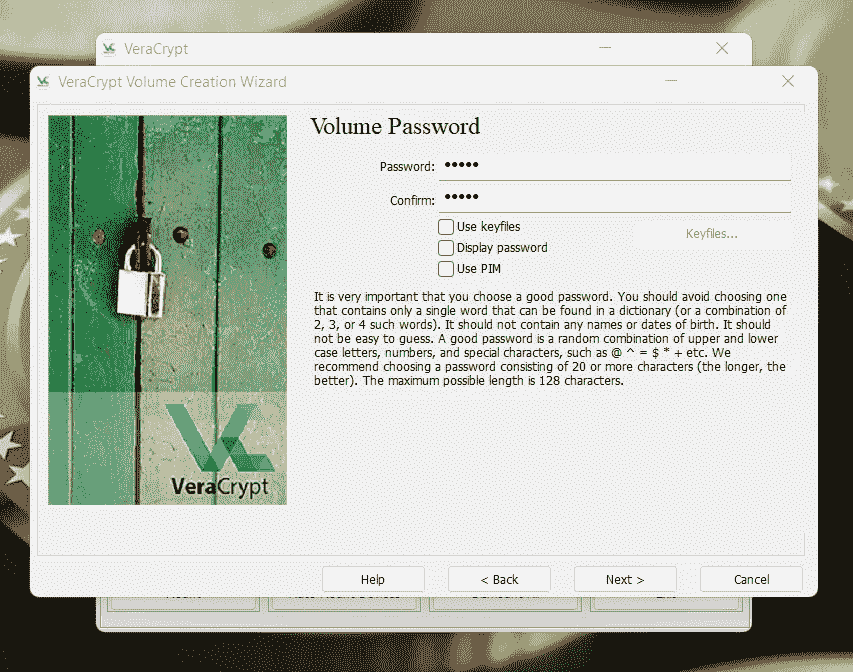 VeraCrypt
VeraCrypt Volume Creation Wizard
Volume Password
Password: •••••
Confirm: •••••
Use keyfiles
Keyfiles...
Display password
Use PIM
It is very important that you choose a good password. You should avoid choosing one
that contains only a single word that can be found in a dictionary (or a combination of
2, 3, or 4 such words). It should not contain any names or dates of birth. It should
not be easy to guess. A good password is a random combination of upper and lower
case letters, numbers, and special characters, such as @ ^ = $ * + etc. We
recommend choosing a password consisting of 20 or more characters (the longer, the
better). The maximum possible length is 128 characters.
VeraCrypt
Help
< Back
Next >
Cancel